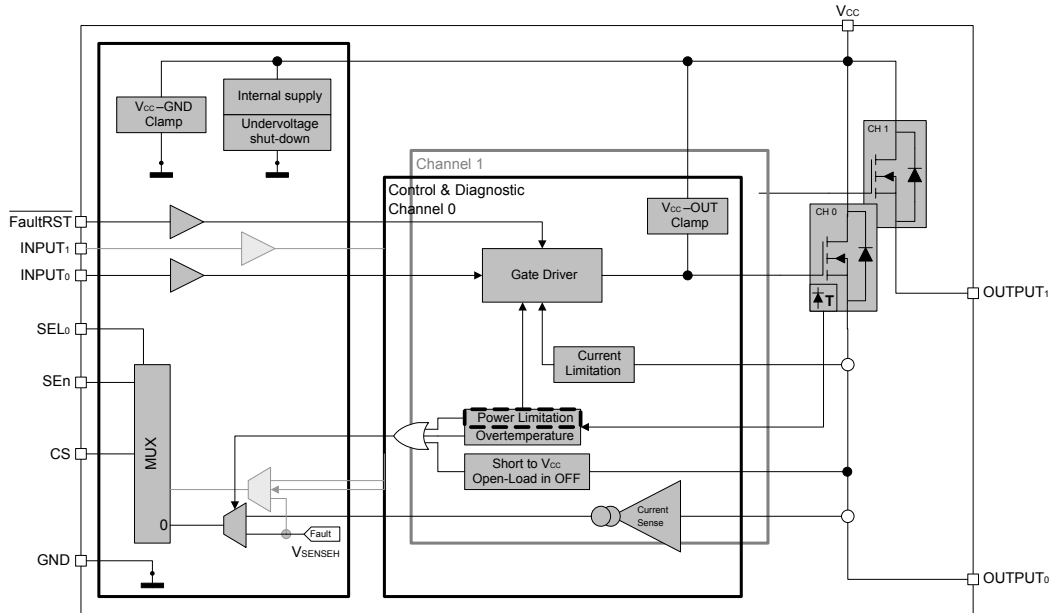 VCC
VCC–GND
Clamp
Internal supply
Undervoltage
shut-down
CH 1
Channel 1
Control & Diagnostic
Channel 0
VCC–OUT
Clamp
CH 0
FaultRST
INPUT1
INPUT0
Gate Driver
T
OUTPUT1
SEL0
Current
Limitation
SEn
Power Limitation
Overtemperature
MUX
CS
Short to VCC
Open-Load in OFF
Current
Sense
0
Fault
VSENSEH
GND
OUTPUT0